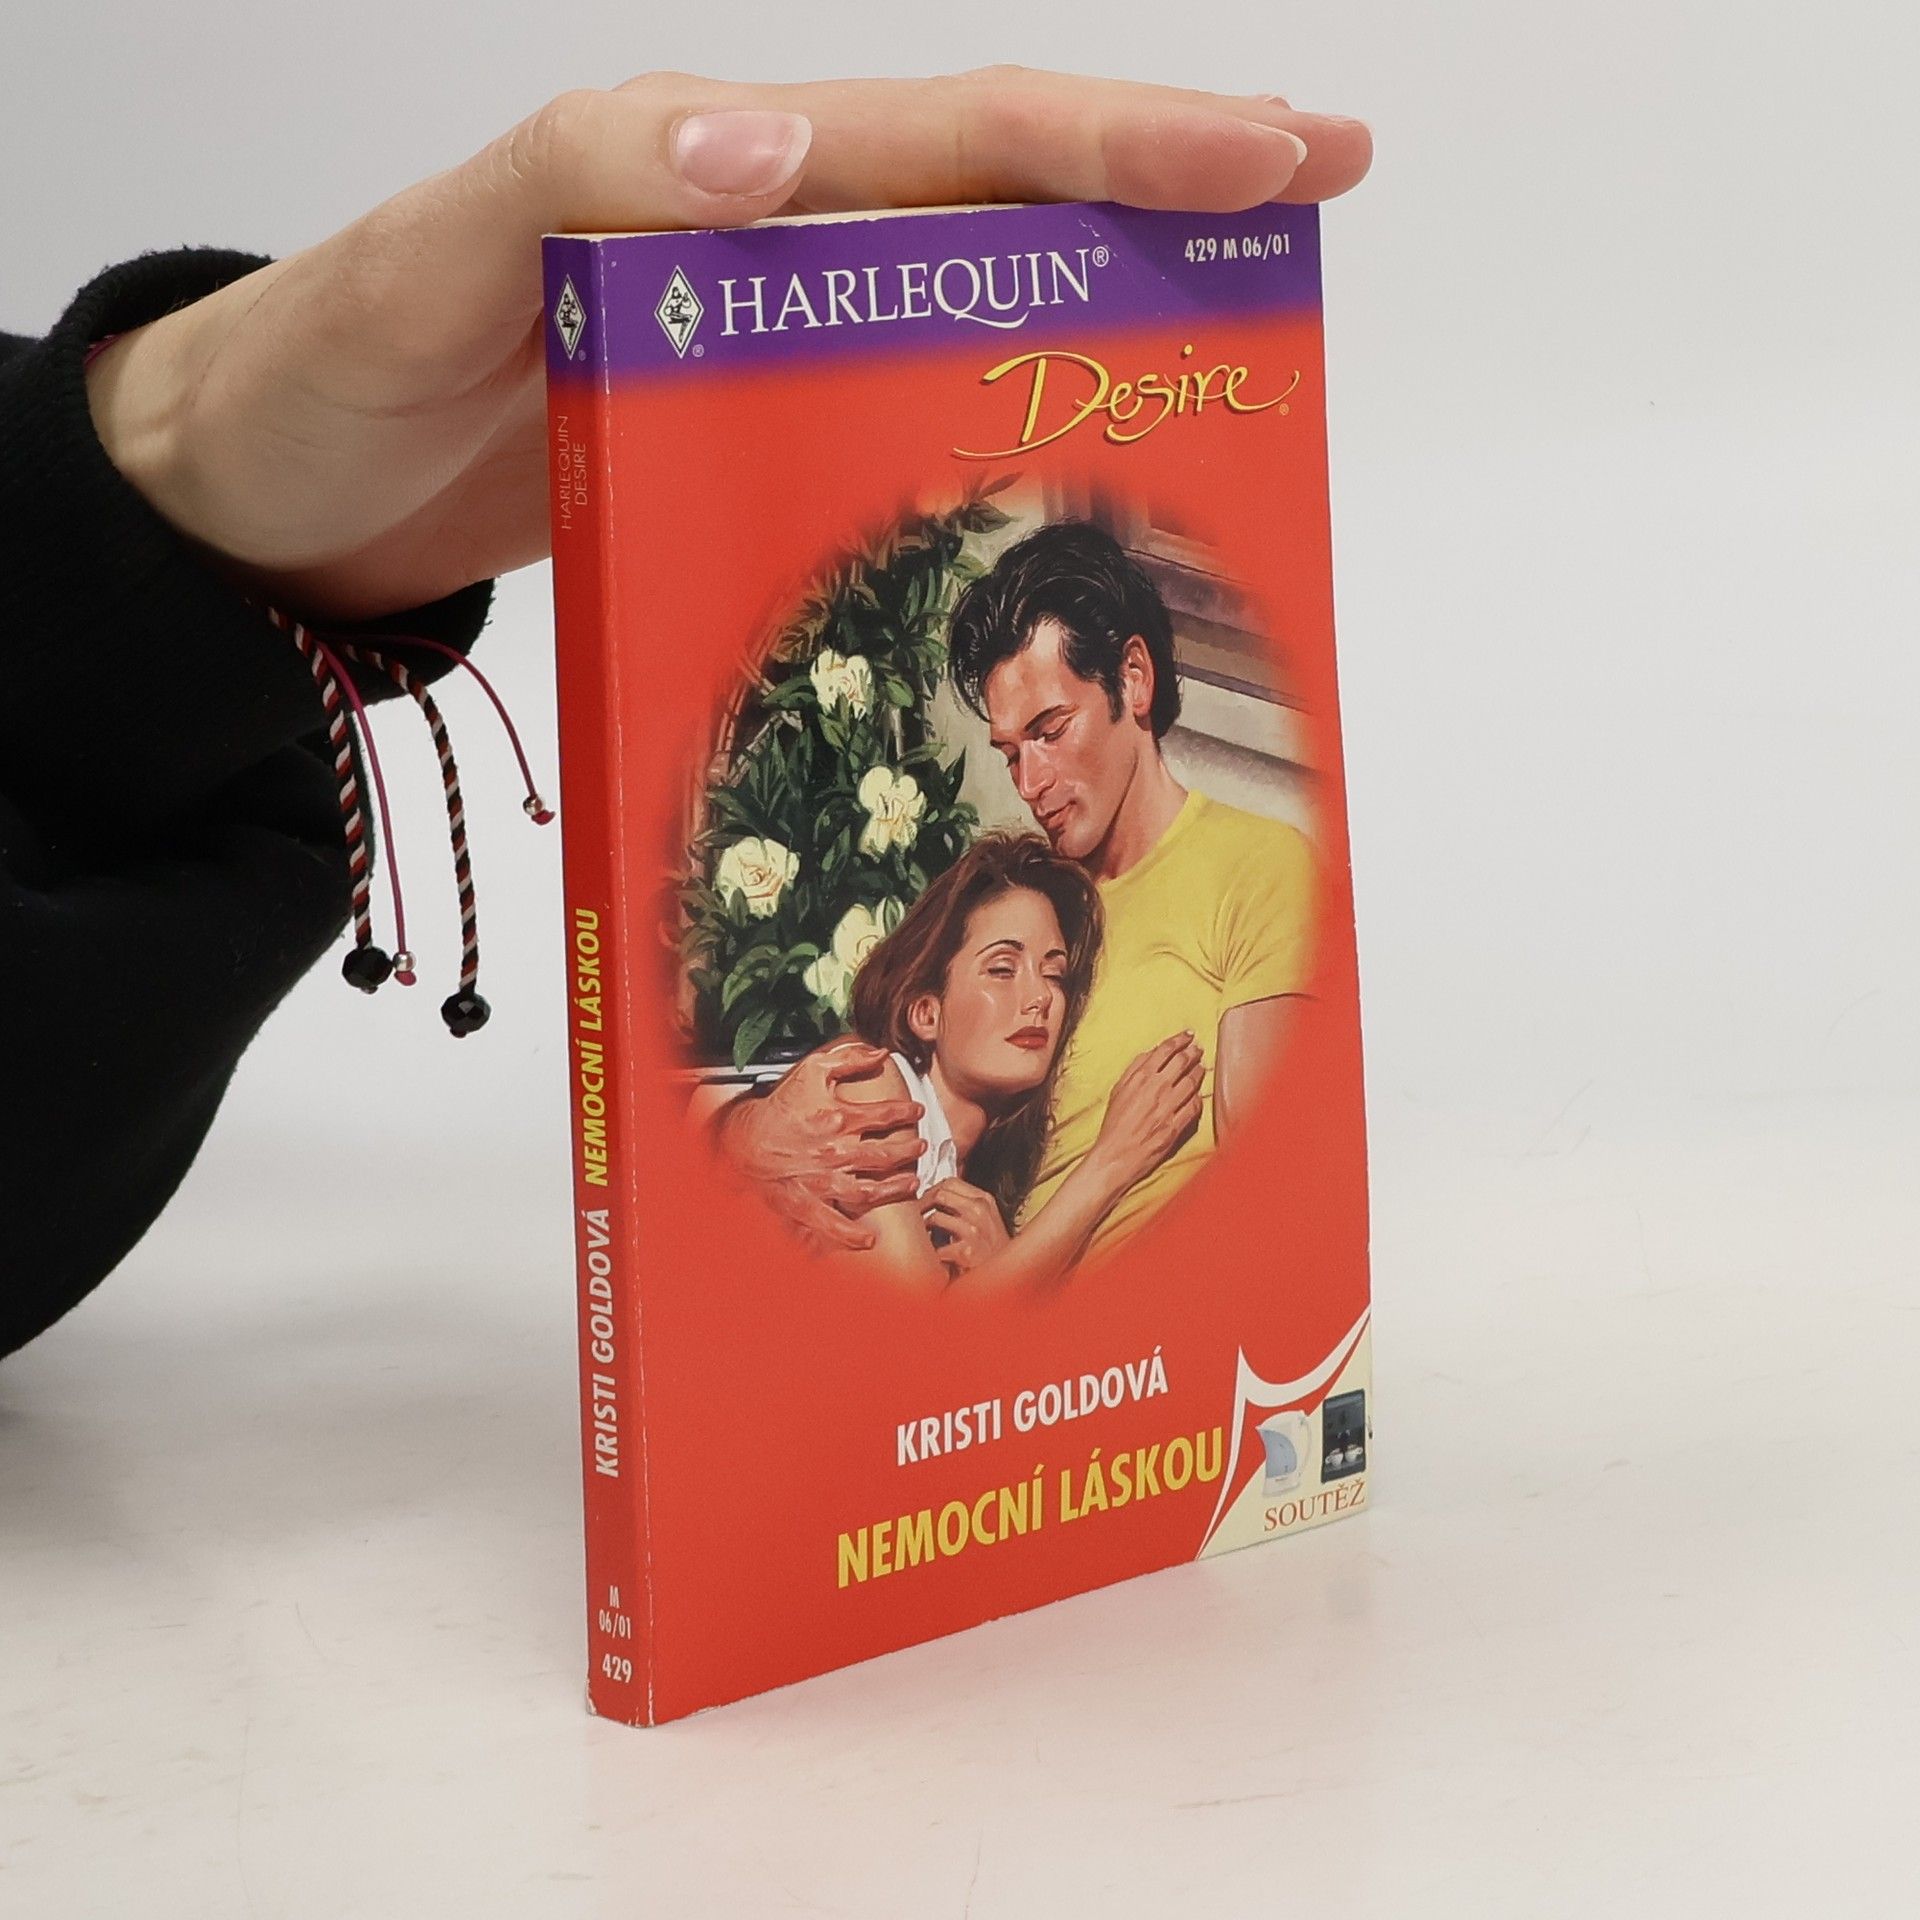 HARLEQUIN®
429 M 06/01
Desire®
KRISTI GOLDOVÁ
NEMOCNÍ LÁSKOU
SOUTĚŽ
HARLEQUIN
DESIRE
KRISTI GOLDOVÁ NEMOCNÍ LÁSKOU
M
06/01
429